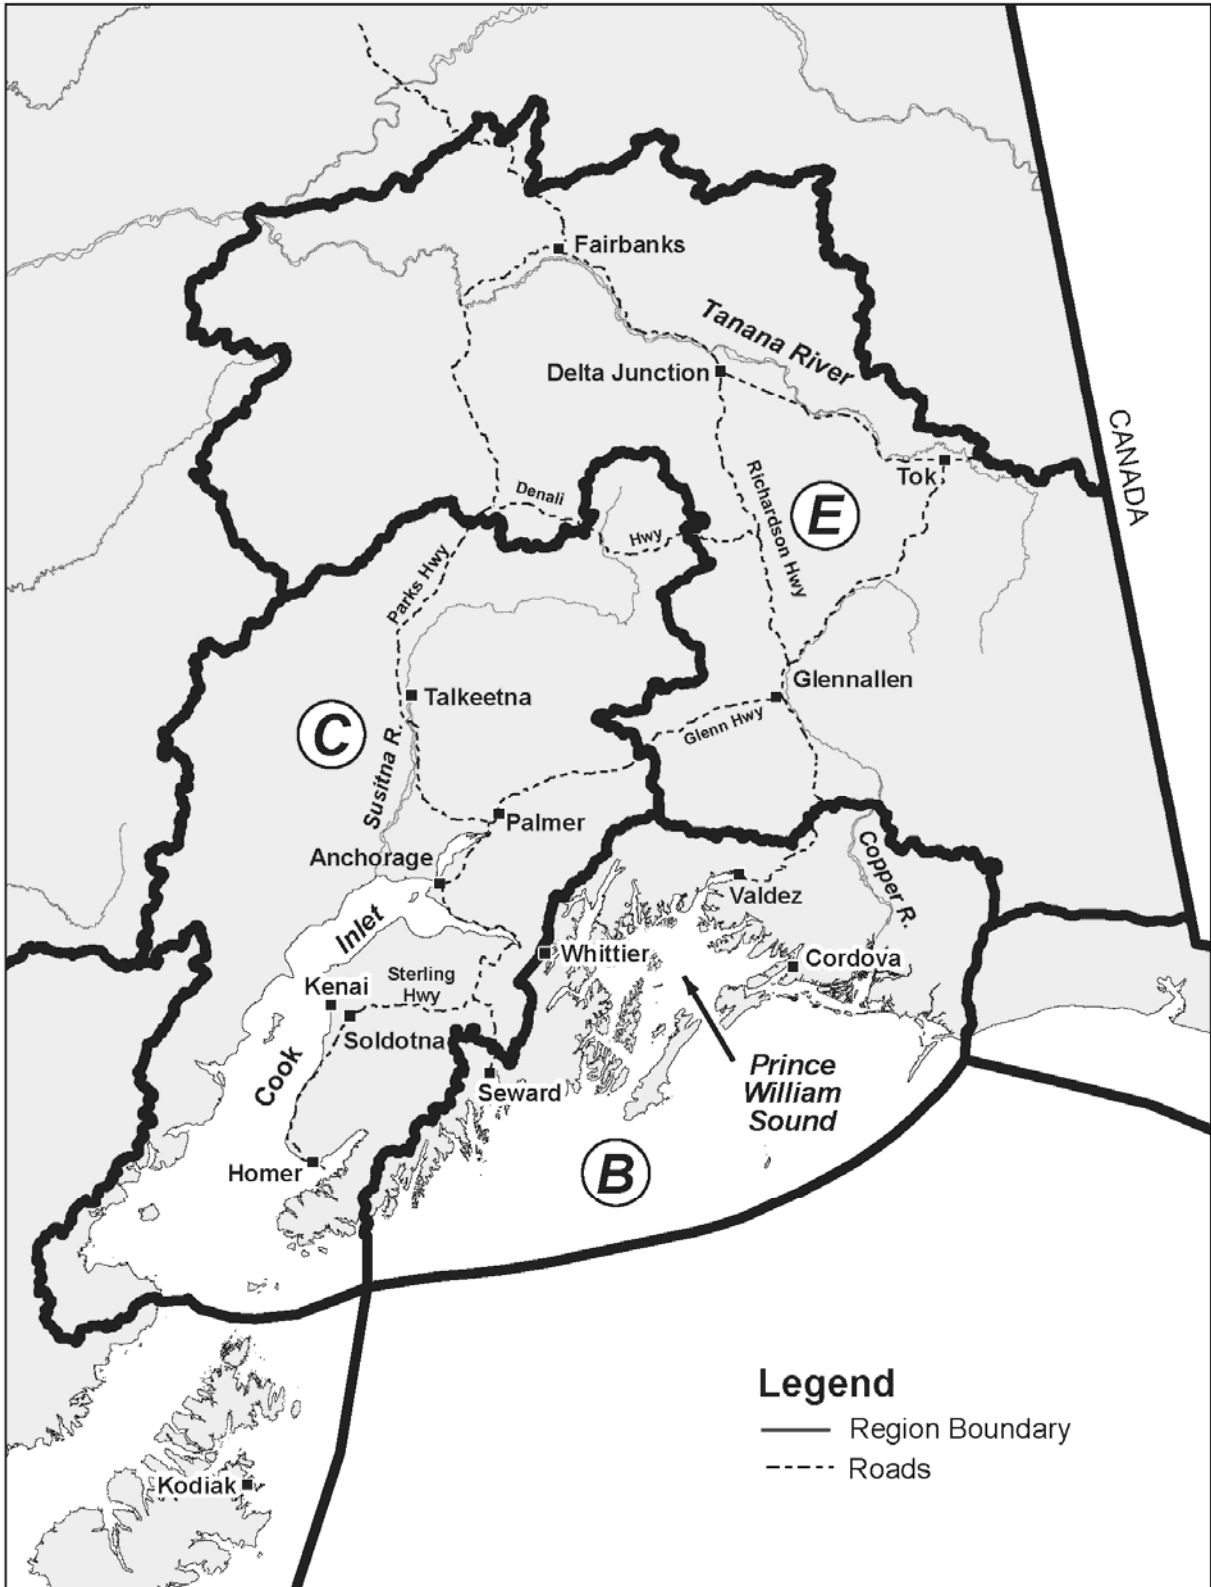 Fairbanks
Tanana River
Delta Junction
CANADA
Tok
Denali
Hwy
Richardson Hwy
E
Parks Hwy
Glennallen
Talkeetna
Glenn Hwy
C
Susitna R.
Palmer
Anchorage
Copper R.
Valdez
Inlet
Whittier
Cordova
Sterling
Hwy
Kenai
Soldotna
Cook
Seward
Prince
William
Sound
Homer
B
Legend
Region Boundary
Roads
Kodiak